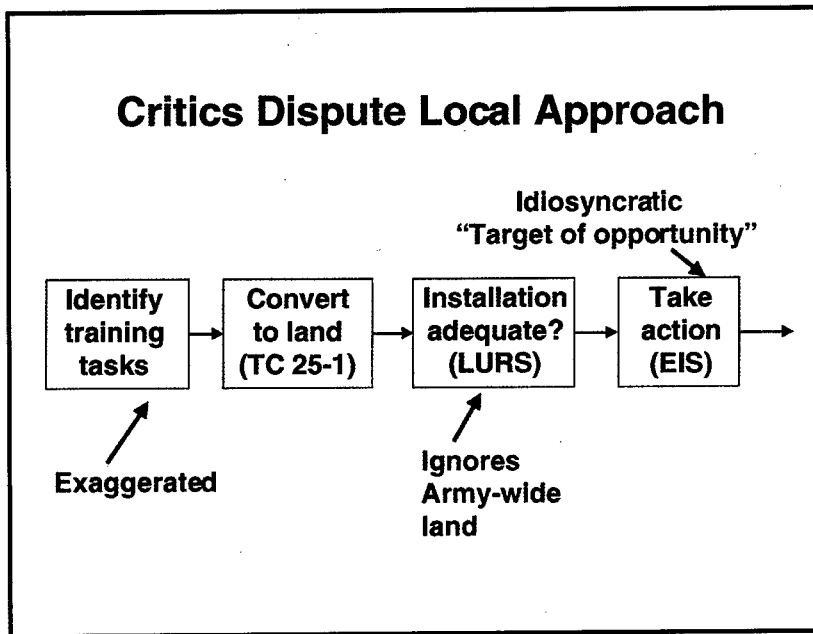 Critics Dispute Local Approach
Idiosyncratic
“Target of opportunity”
Identify
training
tasks
Convert
to land
(TC 25-1)
Installation
adequate?
(LURS)
Take
action
(EIS)
Exaggerated
Ignores
Army-wide
land